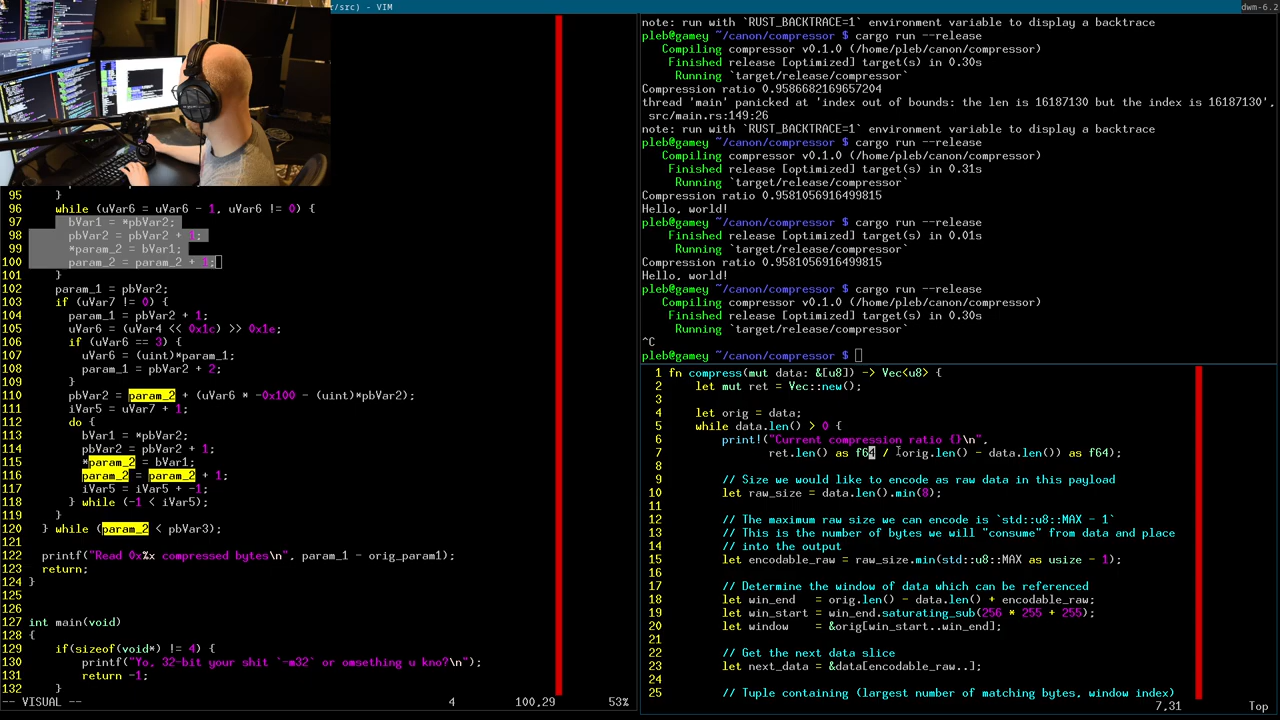 r/src) - VIM
95     }
96    while (uVar6 = uVar6 - 1, uVar6 != 0) {
97      bVar1 = *pbVar2;
98      pbVar2 = pbVar2 + 1;
99      *param_2 = bVar1;
100      param_2 = param_2 + 1;
101    }
102    param_1 = pbVar2;
103    if (uVar7 != 0) {
104      param_1 = pbVar2 + 1;
105      uVar6 = (uVar4 << 0x1c) >> 0x1e;
106      if (uVar6 == 3) {
107        uVar6 = (uint)*param_1;
108        param_1 = pbVar2 + 2;
109      }
110      pbVar2 = param_2 + (uVar6 * -0x100 - (uint)*pbVar2);
111      iVar5 = uVar7 + 1;
112      do {
113        bVar1 = *pbVar2;
114        pbVar2 = pbVar2 + 1;
115        *param_2 = bVar1;
116        param_2 = param_2 + 1;
117        iVar5 = iVar5 + -1;
118      } while (-1 < iVar5);
119    }
120  } while (param_2 < pbVar3);
122  printf("Read 0x%x compressed bytes\n", param_1 - orig_param1);
123  return;
124 }
125
126
127 int main(void)
128 {
129    if(sizeof(void*) != 4) {
130        printf("Yo, 32-bit your shit `-m32` or omsething u kno?\n");
131        return -1;
132    }
-- VISUAL --    4    100,29    53%
dwm-6.2
note: run with `RUST_BACKTRACE=1` environment variable to display a backtrace
pleb@gamey ~/canon/compressor $ cargo run --release
Compiling compressor v0.1.0 (/home/pleb/canon/compressor)
Finished release [optimized] target(s) in 0.30s
Running `target/release/compressor`
Compression ratio 0.9586682189657204
thread 'main' panicked at 'index out of bounds: the len is 16187130 but the index is 16187130',
src/main.rs:149:26
note: run with `RUST_BACKTRACE=1` environment variable to display a backtrace
pleb@gamey ~/canon/compressor $ cargo run --release
Compiling compressor v0.1.0 (/home/pleb/canon/compressor)
Finished release [optimized] target(s) in 0.31s
Running `target/release/compressor`
Compression ratio 0.9581056916499815
Hello, world!
pleb@gamey ~/canon/compressor $ cargo run --release
Finished release [optimized] target(s) in 0.01s
Running `target/release/compressor`
Compression ratio 0.9581056916499815
Hello, world!
pleb@gamey ~/canon/compressor $ cargo run --release
Compiling compressor v0.1.0 (/home/pleb/canon/compressor)
Finished release [optimized] target(s) in 0.30s
Running `target/release/compressor`
^C
pleb@gamey ~/canon/compressor $
1 fn compress(mut data: &[u8]) -> Vec<u8> {
2    let mut ret = Vec::new();
3
4    let orig = data;
5    while data.len() > 0 {
6        print!("Current compression ratio {}\n",
7            ret.len() as f64 / (orig.len() - data.len()) as f64);
8
9        // Size we would like to encode as raw data in this payload
10        let raw_size = data.len().min(8);
11
12        // The maximum raw size we can encode is `std::u8::MAX - 1`
13        // This is the number of bytes we will "consume" from data and place
14        // into the output
15        let encodable_raw = raw_size.min(std::u8::MAX as usize - 1);
16
17        // Determine the window of data which can be referenced
18        let win_end   = orig.len() - data.len() + encodable_raw;
19        let win_start = win_end.saturating_sub(256 * 255 + 255);
20        let window    = &orig[win_start..win_end];
21
22        // Get the next data slice
23        let next_data = &data[encodable_raw..];
24
25        // Tuple containing (largest number of matching bytes, window index)
7,31    Top